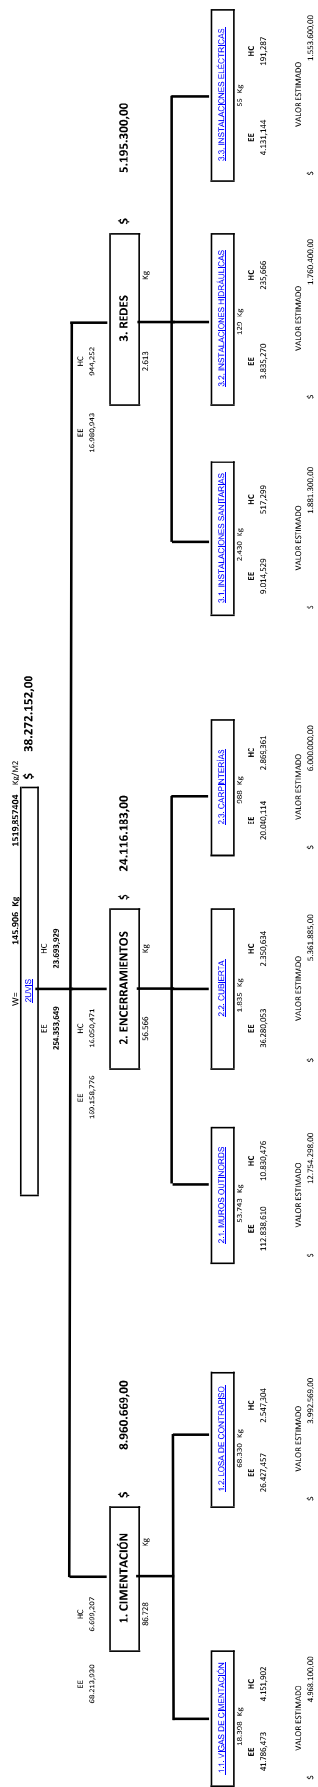 W= 145.906 Kg 1519,857404 Kg/M2
2UVIS
$ 38.272.152,00
EE HC
254.353,649 23.693,929
EE HC
68.213,930 6.699,207
EE HC
169.158,776 16.050,471
EE HC
16.980,943 944,252
1. CIMENTACIÓN $ 8.960.669,00
86.728 Kg
2. ENCERRAMIENTOS $ 24.116.183,00
56.566 Kg
3. REDES $ 5.195.300,00
2.613 Kg
1.1. VIGAS DE CIMENTACIÓN
18.398 Kg
EE HC
41.786,473 4.151,902
VALOR ESTIMADO
$ 4.968.100,00
1.2. LOSA DE CONTRAPISO
68.330 Kg
EE HC
26.427,457 2.547,304
VALOR ESTIMADO
$ 3.992.569,00
2.1. MUROS OUTINORDS
53.743 Kg
EE HC
112.838,610 10.830,476
VALOR ESTIMADO
$ 12.754.298,00
2.2. CUBIERTA
1.835 Kg
EE HC
36.280,053 2.350,634
VALOR ESTIMADO
$ 5.361.885,00
2.3. CARPINTERÍAS
988 Kg
EE HC
20.040,114 2.869,361
VALOR ESTIMADO
$ 6.000.000,00
3.1. INSTALACIONES SANITARIAS
2.430 Kg
EE HC
9.014,529 517,299
VALOR ESTIMADO
$ 1.881.300,00
3.2. INSTALACIONES HIDRÁULICAS
129 Kg
EE HC
3.835,270 235,666
VALOR ESTIMADO
$ 1.760.400,00
3.3. INSTALACIONES ELÉCTRICAS
55 Kg
EE HC
4.131,144 191,287
VALOR ESTIMADO
$ 1.553.600,00